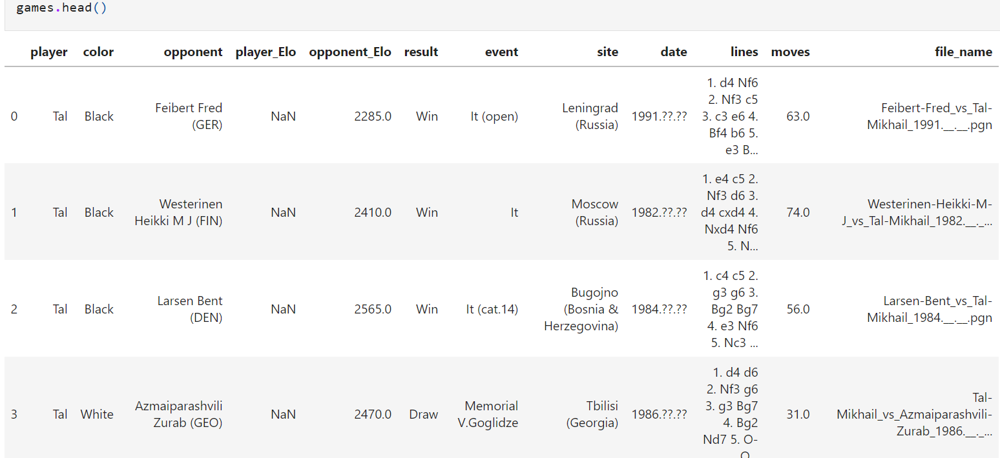 games.head()
player color opponent player_Elo opponent_Elo result event site date lines moves file_name
0 Tal Black Feibert Fred (GER) NaN 2285.0 Win It (open) Leningrad (Russia) 1991.??.?? 1. d4 Nf6 2. Nf3 c5 3. c3 e6 4. Bf4 b6 5. e3 B... 63.0 Feibert-Fred_vs_Tal-Mikhail_1991.__.__.pgn
1 Tal Black Westerinen Heikki M J (FIN) NaN 2410.0 Win It Moscow (Russia) 1982.??.?? 1. e4 c5 2. Nf3 d6 3. d4 cxd4 4. Nxd4 Nf6 5. N... 74.0 Westerinen-Heikki-M-J_vs_Tal-Mikhail_1982.__._...
2 Tal Black Larsen Bent (DEN) NaN 2565.0 Win It (cat.14) Bugojno (Bosnia & Herzegovina) 1984.??.?? 1. c4 c5 2. g3 g6 3. Bg2 Bg7 4. e3 Nf6 5. Nc3 ... 56.0 Larsen-Bent_vs_Tal-Mikhail_1984.__.__.pgn
3 Tal White Azmaiparashvili Zurab (GEO) NaN 2470.0 Draw Memorial V.Goglidze Tbilisi (Georgia) 1986.??.?? 1. d4 d6 2. Nf3 g6 3. g3 Bg7 4. Bg2 Nd7 5. O- 31.0 Tal-Mikhail_vs_Azmaiparashvili-Zurab_1986.__._...